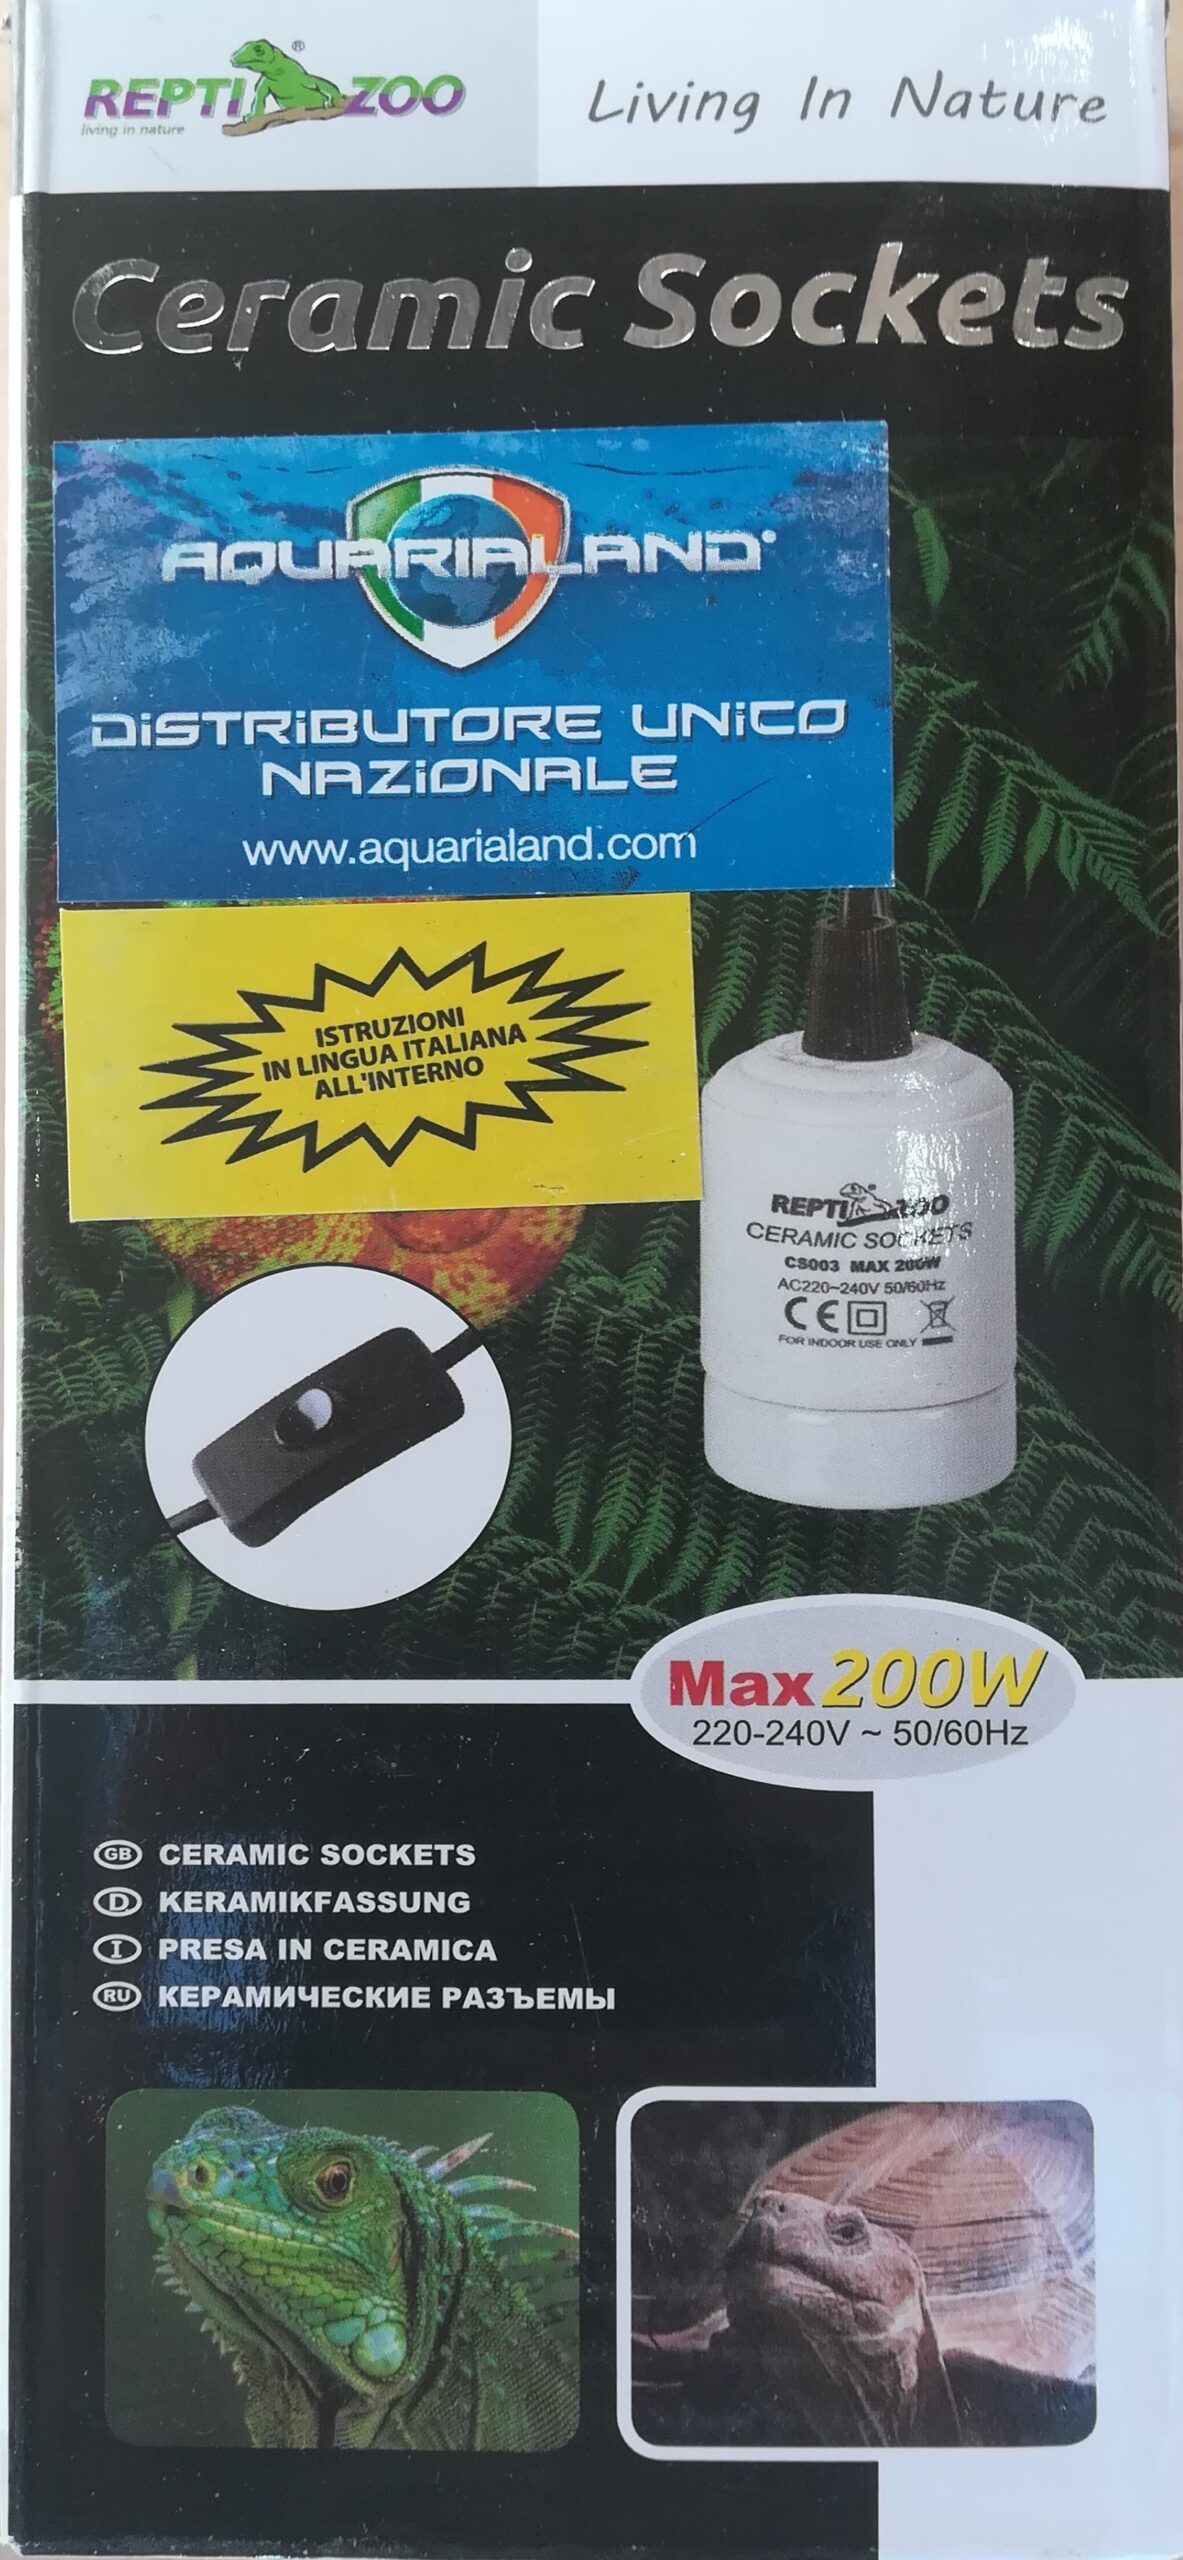 REPTI ZOO ®
living in nature
Living In Nature
Ceramic Sockets
AQUARIALAND
DISTRIBUTORE UNICO
NAZIONALE
www.aquarialand.com
ISTRUZIONI
IN LINGUA ITALIANA
ALL'INTERNO
REPTI ZOO
CERAMIC SOCKETS
CS003 MAX 200W
AC220~240V 50/60Hz
CE
FOR INDOOR USE ONLY
Max 200W
220-240V ~ 50/60Hz
GB CERAMIC SOCKETS
D KERAMIKFASSUNG
I PRESA IN CERAMICA
RU КЕРАМИЧЕСКИЕ РАЗЪЕМЫ